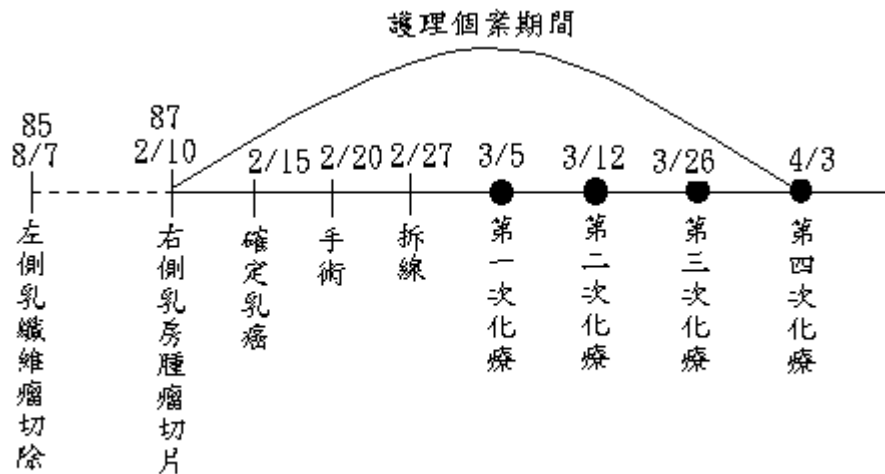 護理個案期間
85
8/7
87
2/10
2/15
2/20
2/27
3/5
3/12
3/26
4/3
左側乳纖維瘤切除
右側乳房腫瘤切片
確定乳癌
手術
拆線
第一次化療
第二次化療
第三次化療
第四次化療